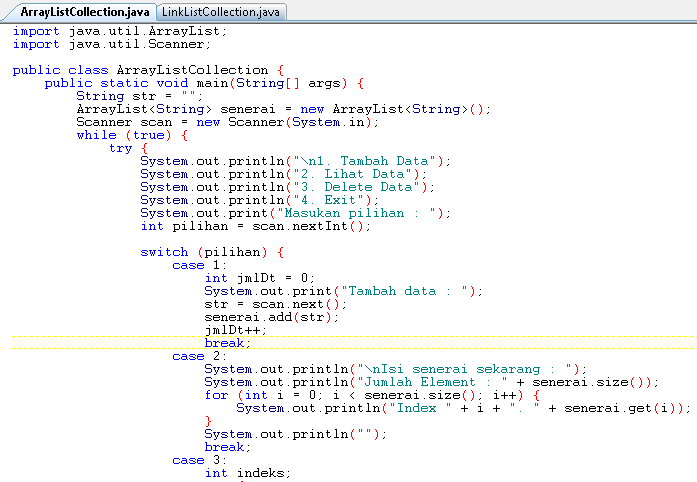 ArrayListCollection.java LinkListCollection.java
import java.util.ArrayList;
import java.util.Scanner;
public class ArrayListCollection {
public static void main(String[] args) {
String str = "";
ArrayList<String> senerai = new ArrayList<String>();
Scanner scan = new Scanner(System.in);
while (true) {
try {
System.out.println("\n1. Tambah Data");
System.out.println("2. Lihat Data");
System.out.println("3. Delete Data");
System.out.println("4. Exit");
System.out.print("Masukan pilihan : ");
int pilihan = scan.nextInt();
switch (pilihan) {
case 1:
int jmlDt = 0;
System.out.print("Tambah data : ");
str = scan.next();
senerai.add(str);
jmlDt++;
break;
case 2:
System.out.println("\nIsi senerai sekarang : ");
System.out.println("Jumlah Element : " + senerai.size());
for (int i = 0; i < senerai.size(); i++) {
System.out.println("Index " + i + ". " + senerai.get(i));
}
System.out.println("");
break;
case 3:
int indeks;